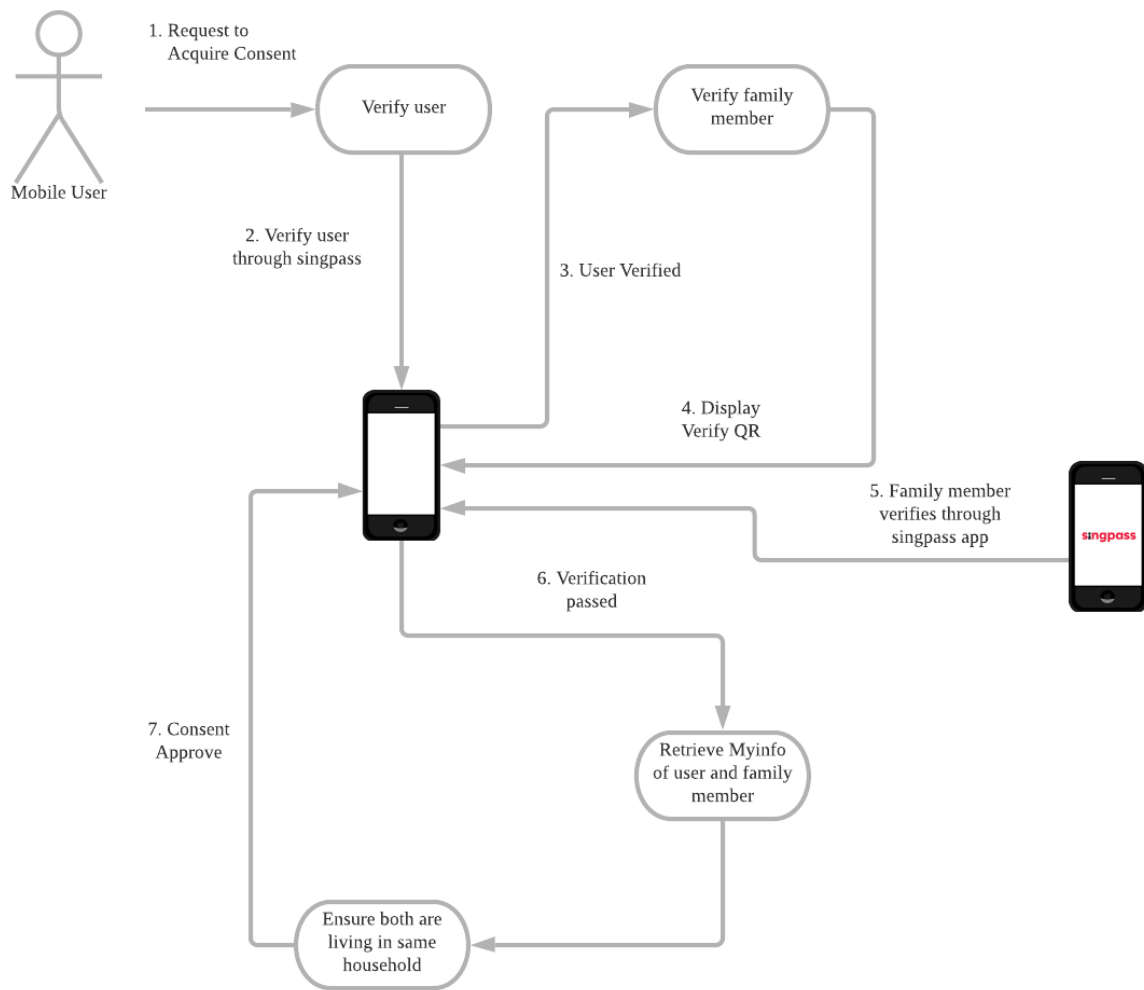 1. Request to
Acquire Consent
Verify user
Verify family
member
Mobile User
2. Verify user
through singpass
3. User Verified
4. Display
Verify QR
5. Family member
verifies through
singpass app
singpass
6. Verification
passed
7. Consent
Approve
Retrieve Myinfo
of user and family
member
Ensure both are
living in same
household